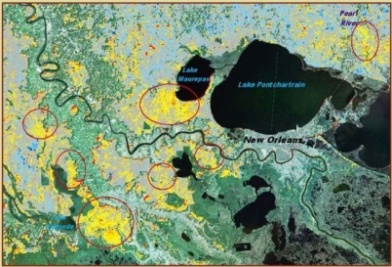 Pearl
River
Lake
Maurepas
Lake Pontchartrain
New Orleans